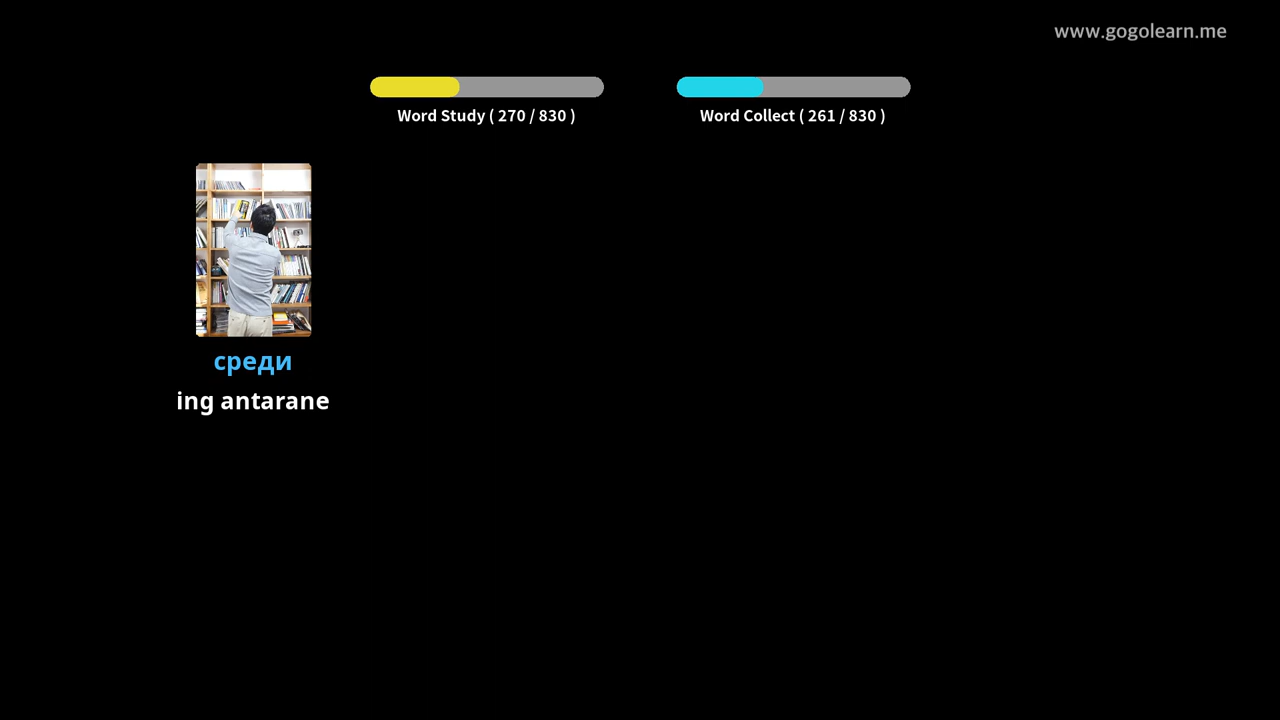 www.gogolearn.me
Word Study ( 270 / 830 )
Word Collect ( 261 / 830 )
среди
ing antarane